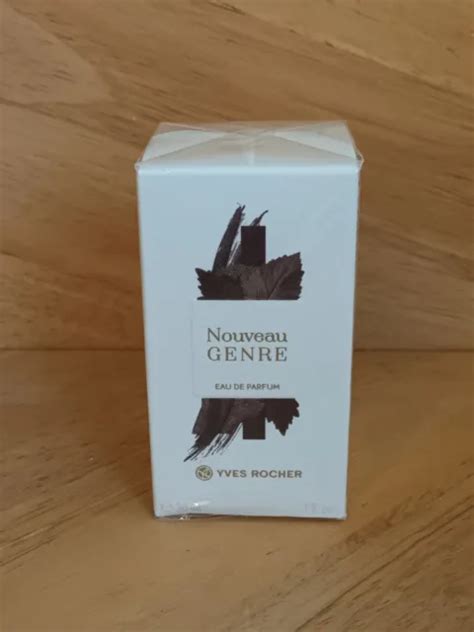 Nouveau
GENRE
EAU DE PARFUM
YVES ROCHER